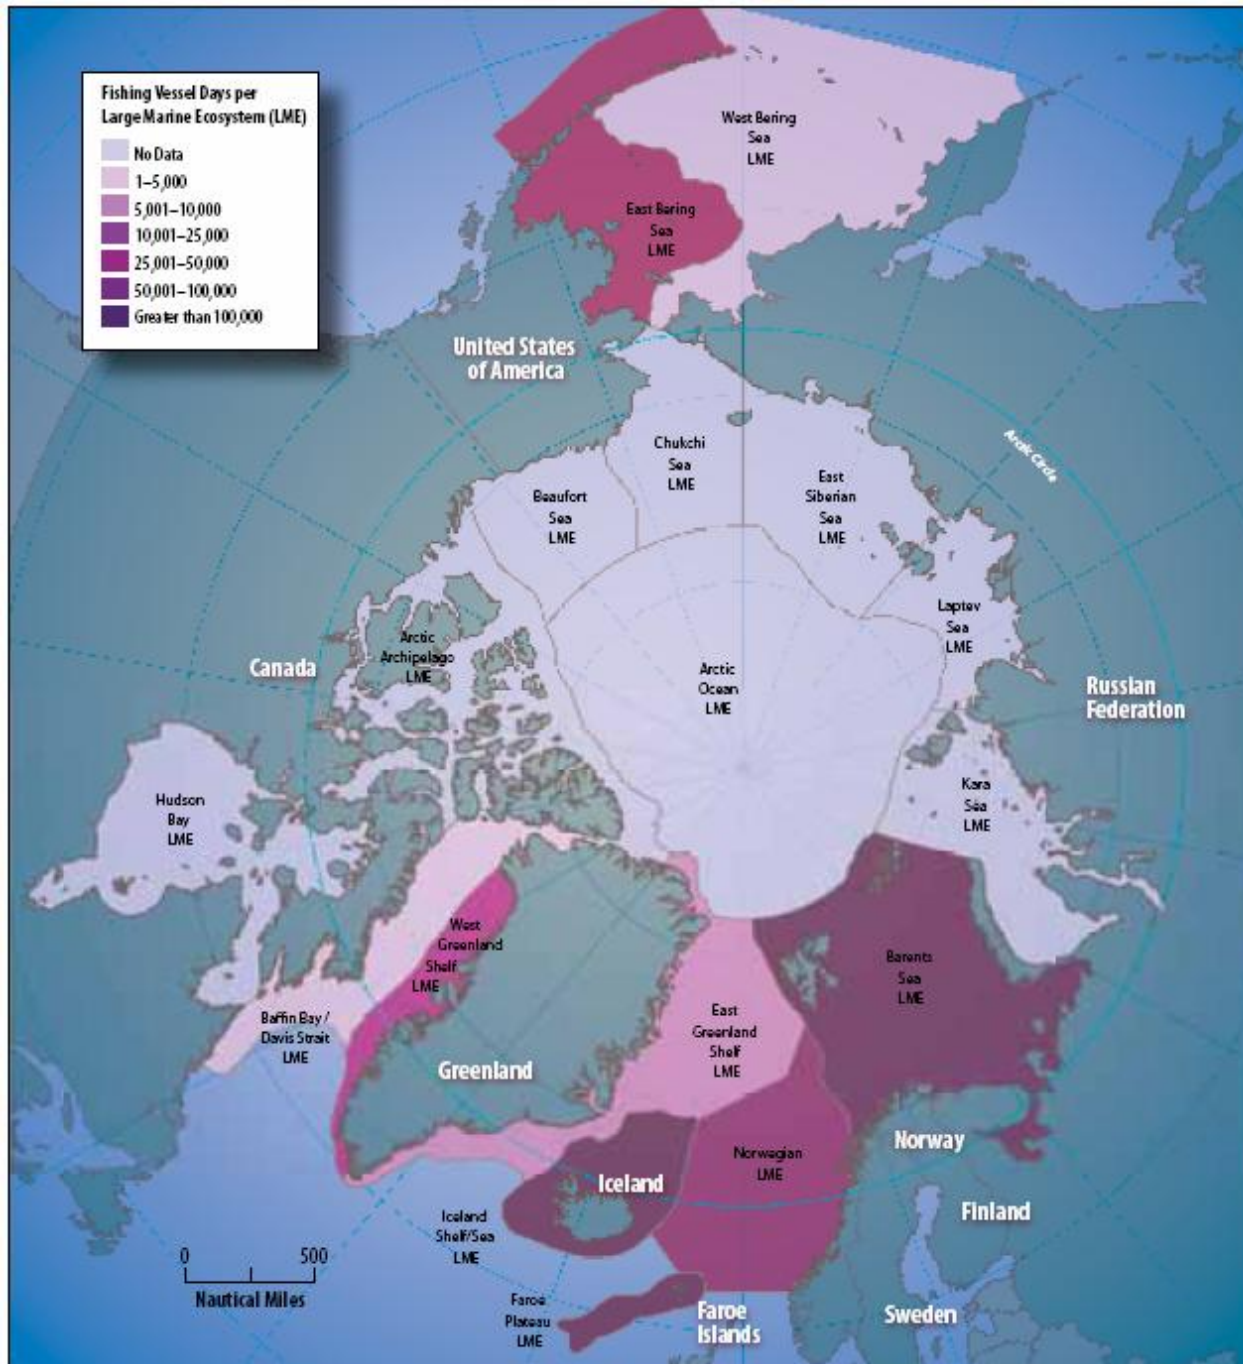 Fishing Vessel Days per
Large Marine Ecosystem (LME)
No Data
1–5,000
5,001–10,000
10,001–25,000
25,001–50,000
50,001–100,000
Greater than 100,000
West Bering
Sea
LME
East Bering
Sea
LME
United States
of America
Chukchi
Sea
LME
Beaufort
Sea
LME
East
Siberian
Sea
LME
Arctic Circle
Laptev
Sea
LME
Arctic
Archipelago
LME
Canada
Arctic
Ocean
LME
Russian
Federation
Hudson
Bay
LME
Kara
Sea
LME
West
Greenland
Shelf
LME
Barents
Sea
LME
Baffin Bay /
Davis Strait
LME
East
Greenland
Shelf
LME
Greenland
Norway
Norwegian
LME
Iceland
Finland
Iceland
Shelf/Sea
LME
0 500
Nautical Miles
Faroe
Plateau
LME
Faroe
Islands
Sweden